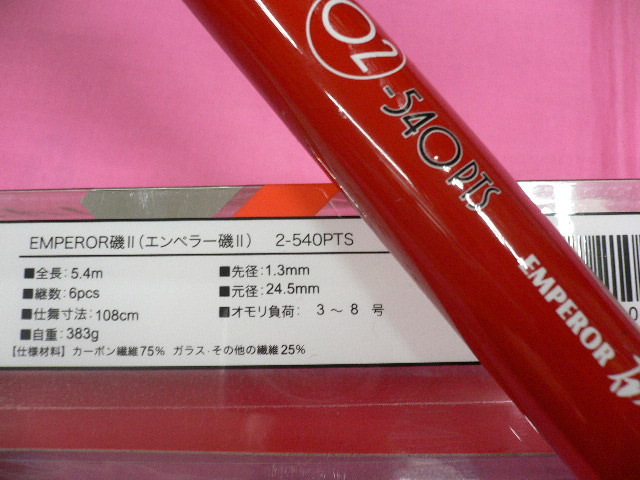 02-540PTS
EMPEROR
EMPEROR磯Ⅱ(エンペラー磯Ⅱ) 2-540PTS
■全長:5.4m ■先径:1.3mm
■継数:6pcs ■元径:24.5mm
■仕舞寸法:108cm ■オモリ負荷: 3~8号
■自重:383g
【仕様材料】カーボン繊維75% ガラス・その他の繊維25%